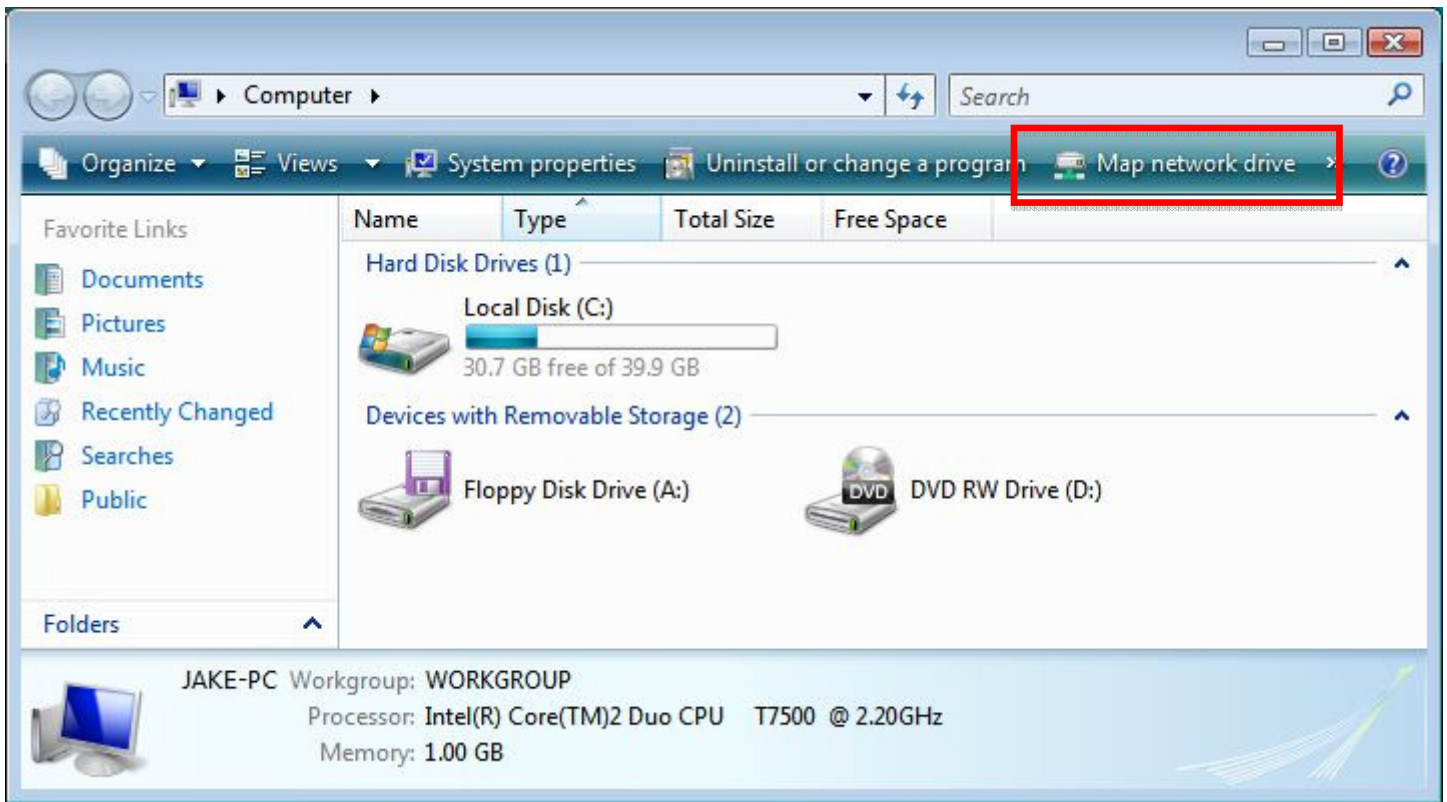 Computer
Search
Organize Views System properties Uninstall or change a program Map network drive »
Favorite Links
Documents
Pictures
Music
Recently Changed
Searches
Public
Folders
Name Type Total Size Free Space
Hard Disk Drives (1)
Local Disk (C:)
30.7 GB free of 39.9 GB
Devices with Removable Storage (2)
Floppy Disk Drive (A:)
DVD
DVD RW Drive (D:)
JAKE-PC Workgroup: WORKGROUP
Processor: Intel(R) Core(TM)2 Duo CPU T7500 @ 2.20GHz
Memory: 1.00 GB